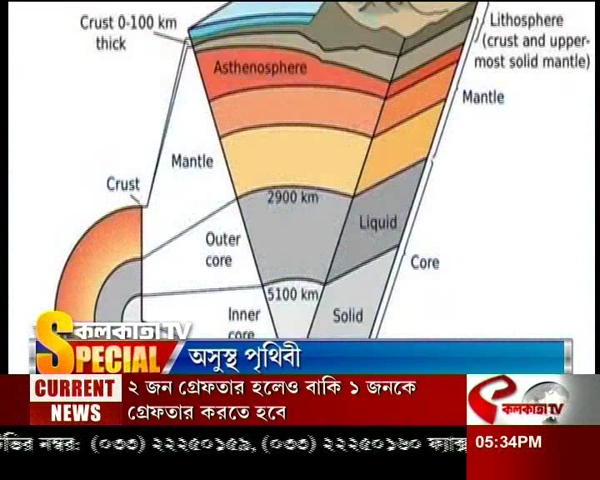 Crust 0-100 km
thick
Lithosphere
(crust and upper-
most solid mantle)
Asthenosphere
Mantle
Mantle
Crust
2900 km
Liquid
Outer
core
Core
5100 km
Inner
core
Solid
কলকাতা TV
SPECIAL
অসুস্থ পৃথিবী
CURRENT
NEWS
২ জন গ্রেফতার হলেও বাকি ১ জনকে
গ্রেফতার করতে হবে
কলকাতা TV
নম্বর: (০৩৩) ২২২৫০১৫৯, (০৩৩) ২২২৫০১৬০ ফ্যাক্স
05:34PM